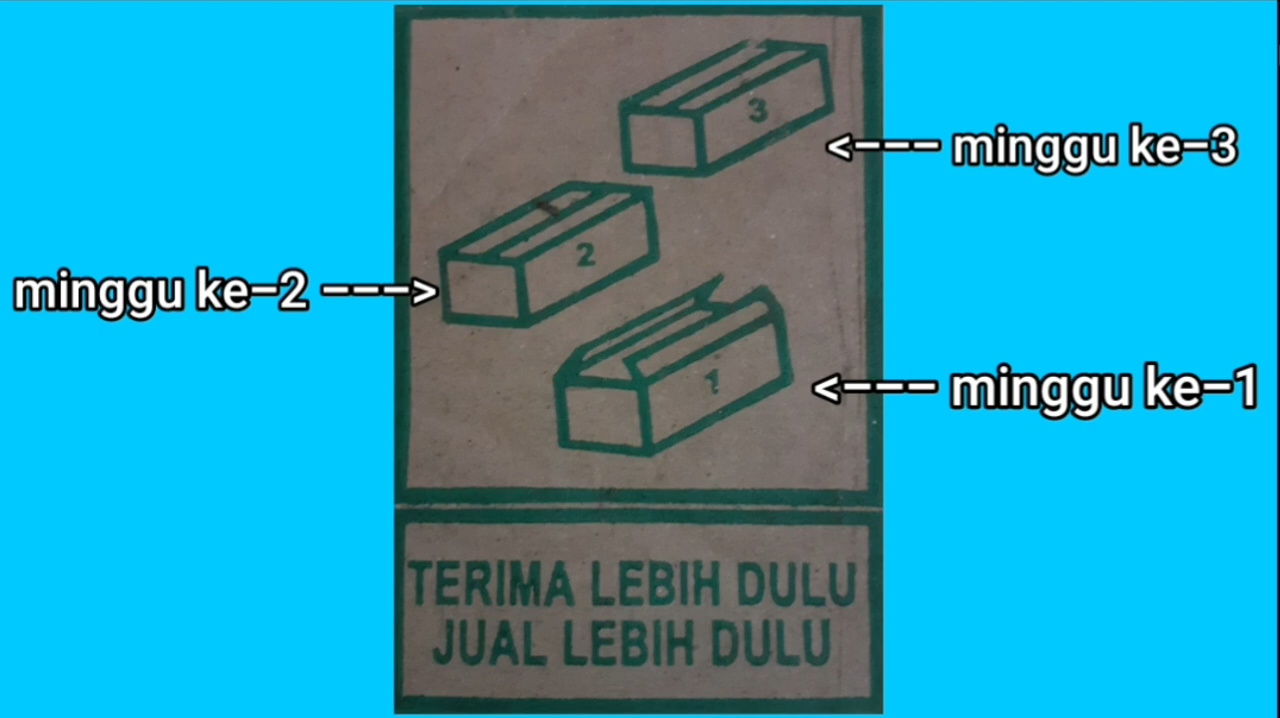 3
<--- minggu ke-3
2
minggu ke-2 --->
1
<--- minggu ke-1
TERIMA LEBIH DULU
JUAL LEBIH DULU